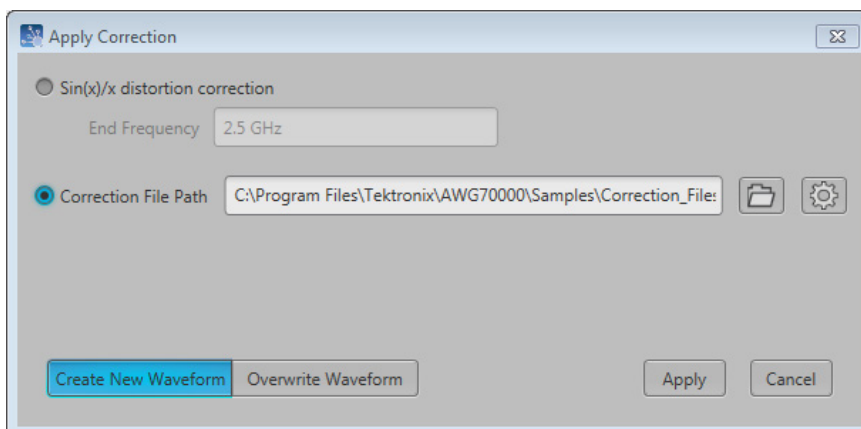 Apply Correction
Sin(x)/x distortion correction
End Frequency 2.5 GHz
Correction File Path C:\Program Files\Tektronix\AWG70000\Samples\Correction_Files
Create New Waveform Overwrite Waveform Apply Cancel